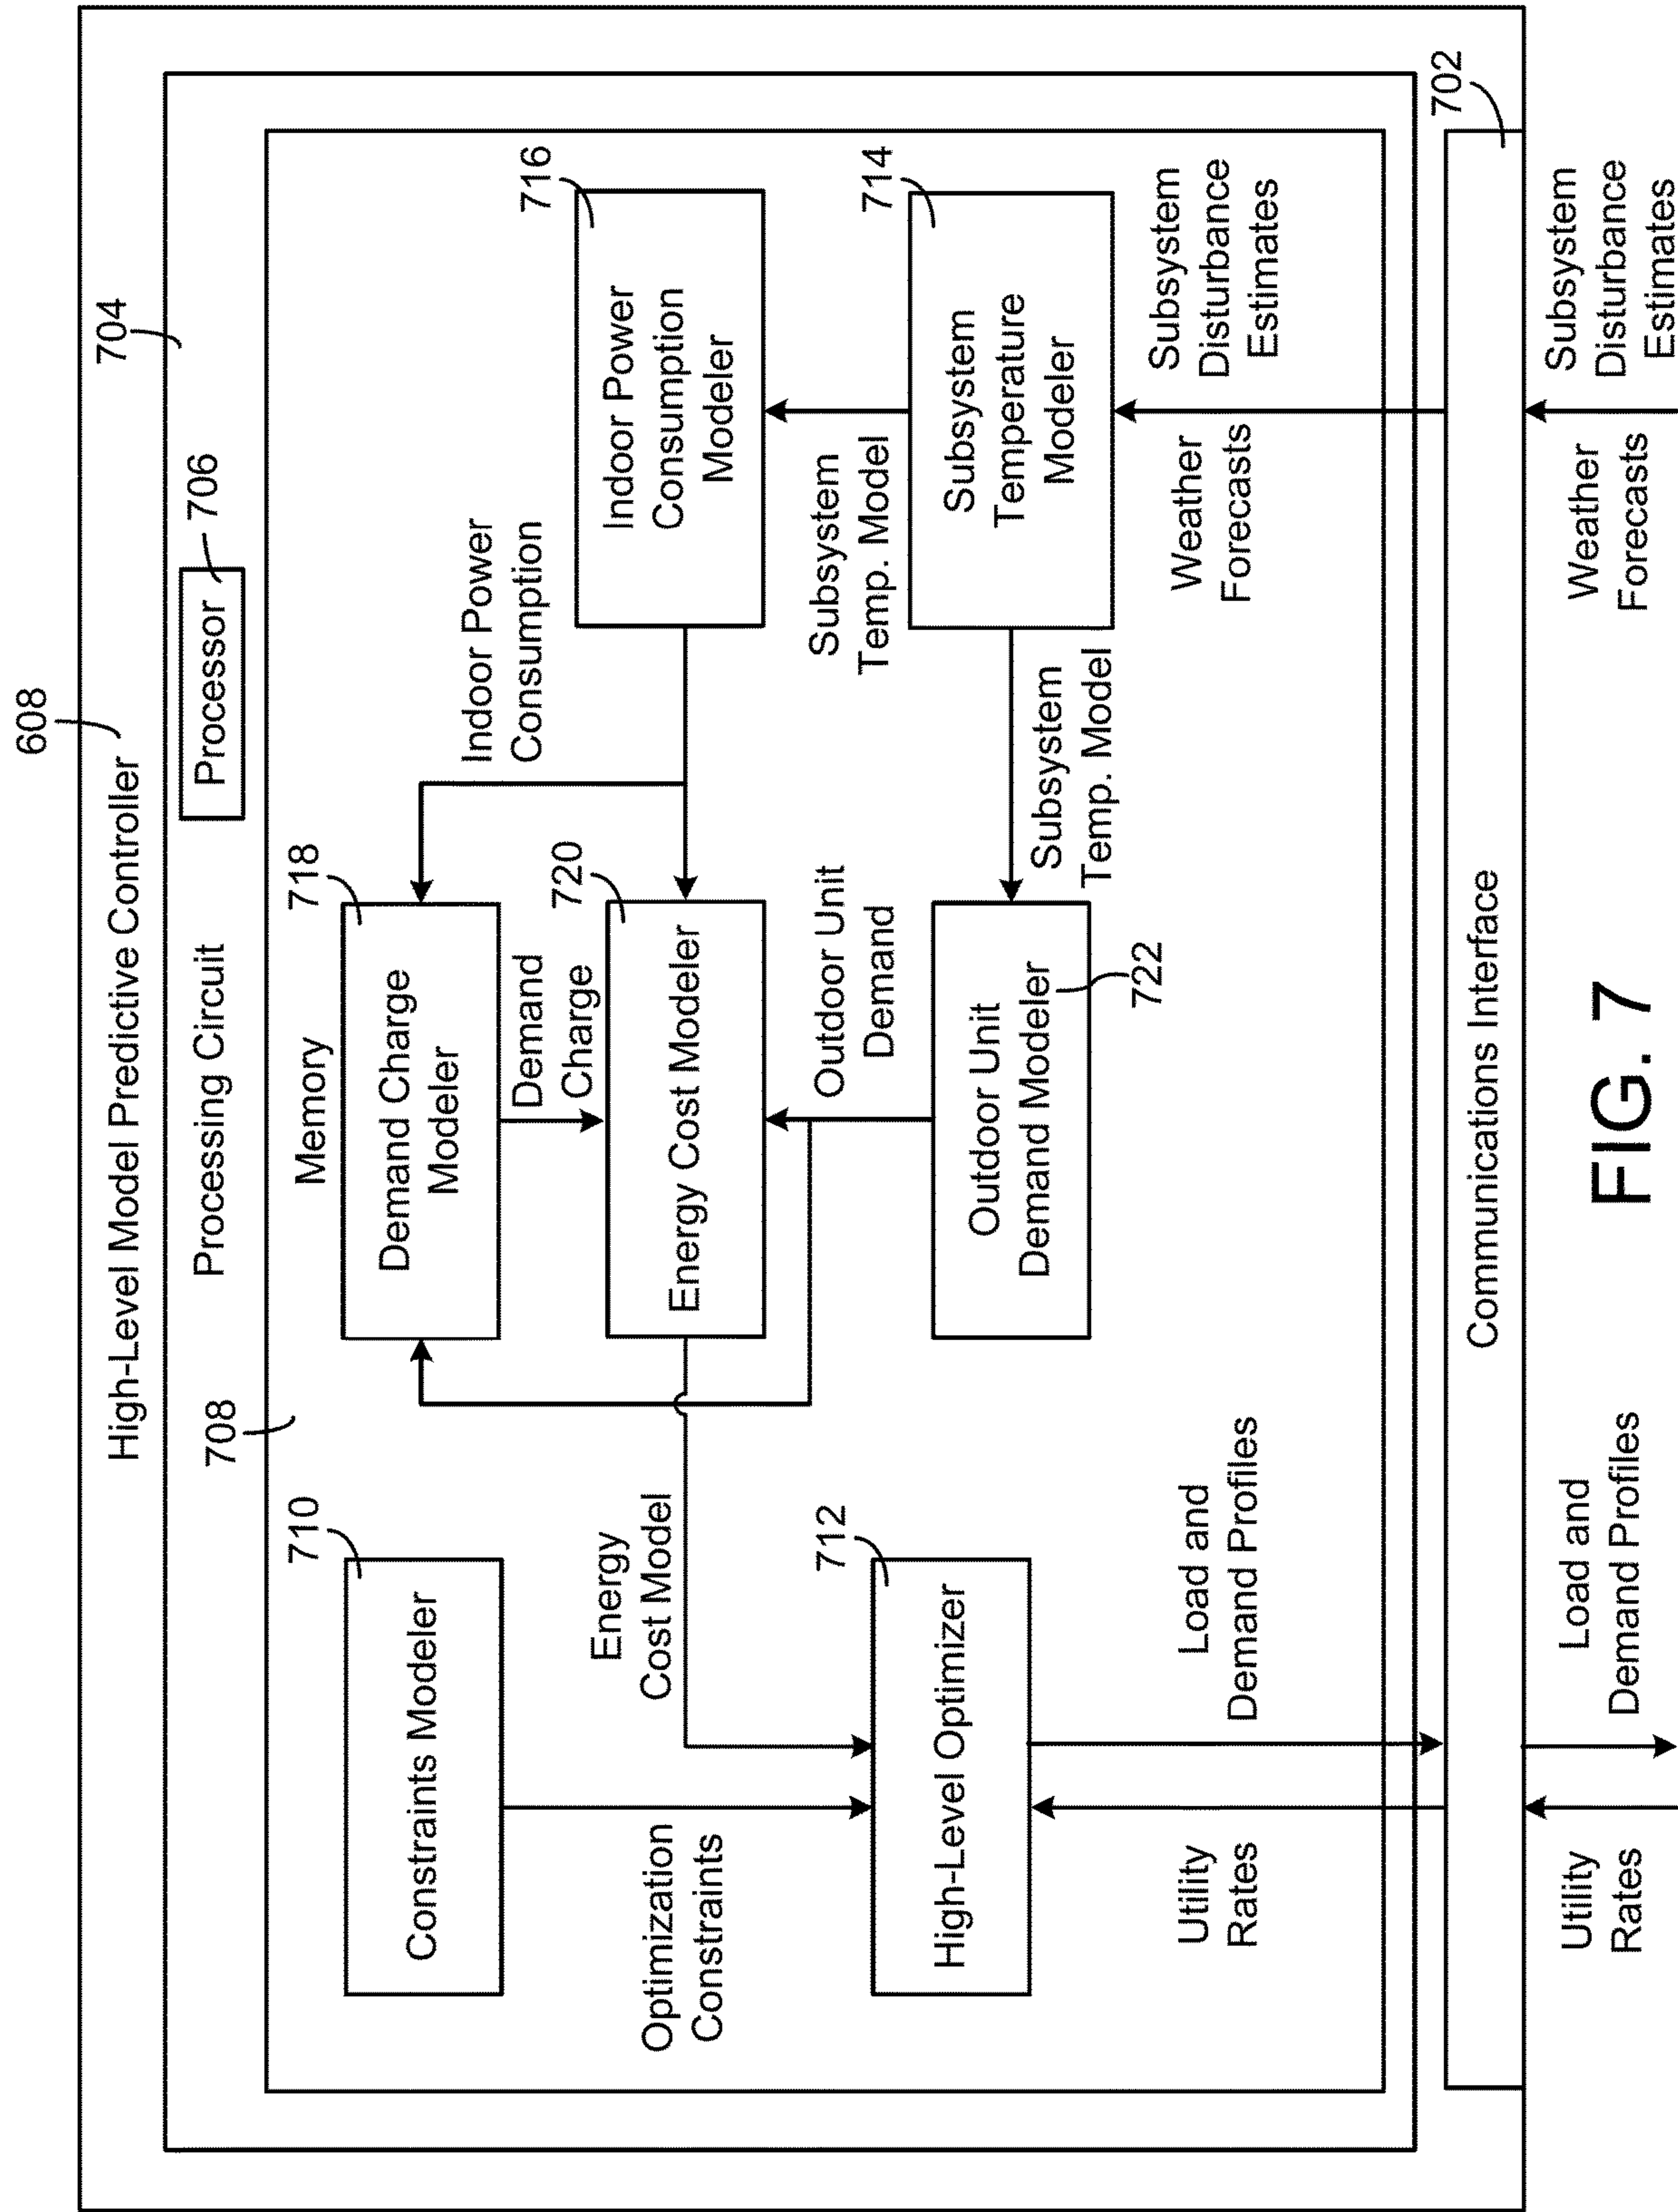 608
High-Level Model Predictive Controller
704
Processing Circuit
Processor
706
708
Memory
710
Constraints Modeler
718
Demand Charge
Modeler
Indoor Power
Consumption
716
Indoor Power
Consumption
Modeler
Demand
Charge
720
Energy Cost Modeler
Energy
Cost Model
Optimization
Constraints
Subsystem
Temp. Model
712
High-Level Optimizer
Outdoor Unit
Demand
714
Subsystem
Temperature
Modeler
Outdoor Unit
Demand Modeler
722
Subsystem
Temp. Model
Utility
Rates
Load and
Demand Profiles
Weather
Forecasts
Subsystem
Disturbance
Estimates
Communications Interface
702
Utility
Rates
Load and
Demand Profiles
Weather
Forecasts
Subsystem
Disturbance
Estimates
FIG. 7